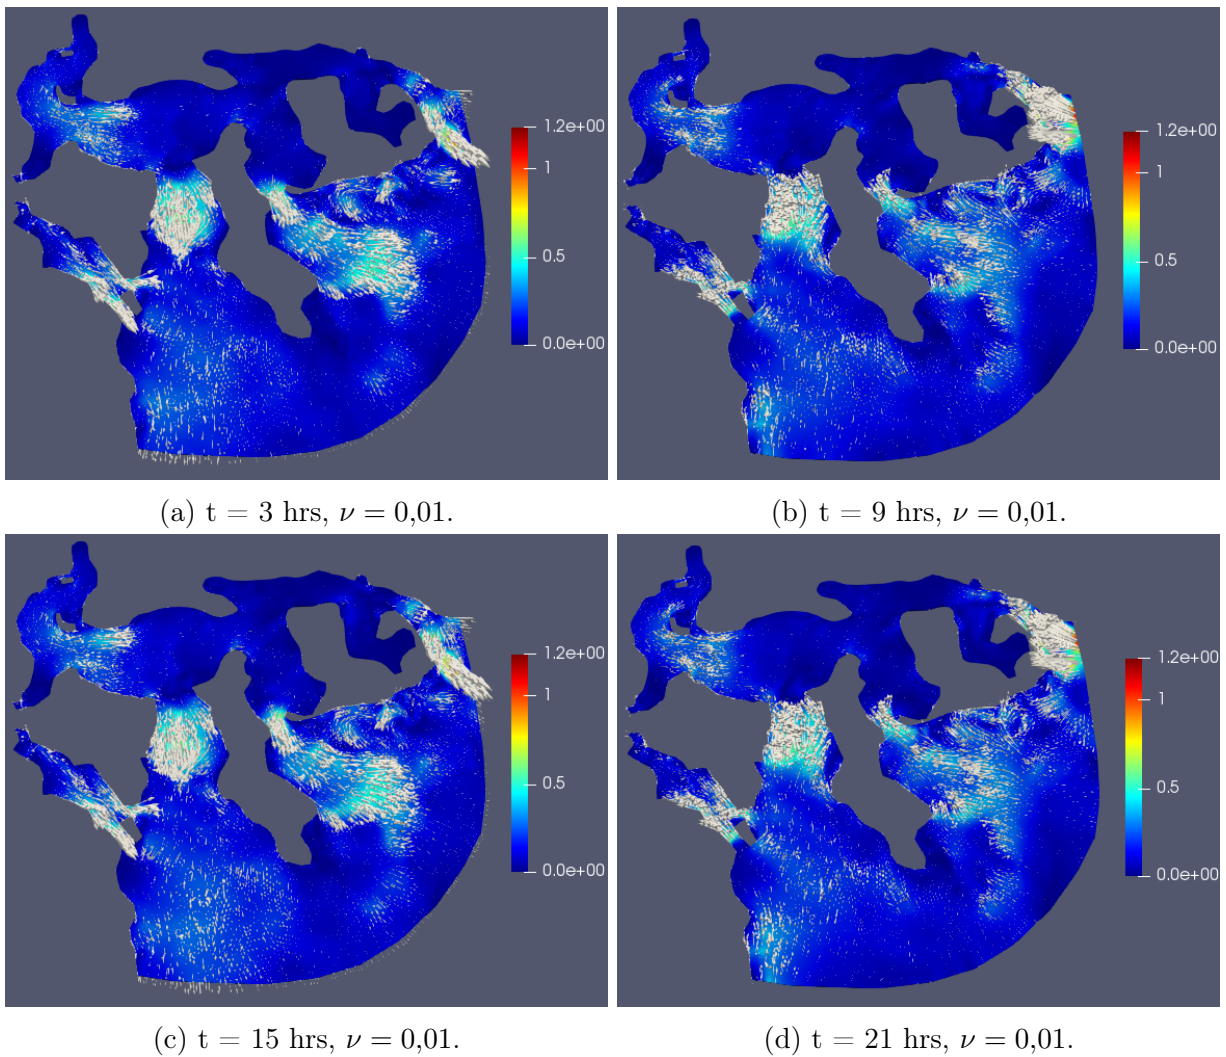 1.2e+00
1
0.5
0.0e+00
1.2e+00
1
0.5
0.0e+00
(a) t = 3 hrs, ν = 0,01.
(b) t = 9 hrs, ν = 0,01.
1.2e+00
1
0.5
0.0e+00
1.2e+00
1
0.5
0.0e+00
(c) t = 15 hrs, ν = 0,01.
(d) t = 21 hrs, ν = 0,01.